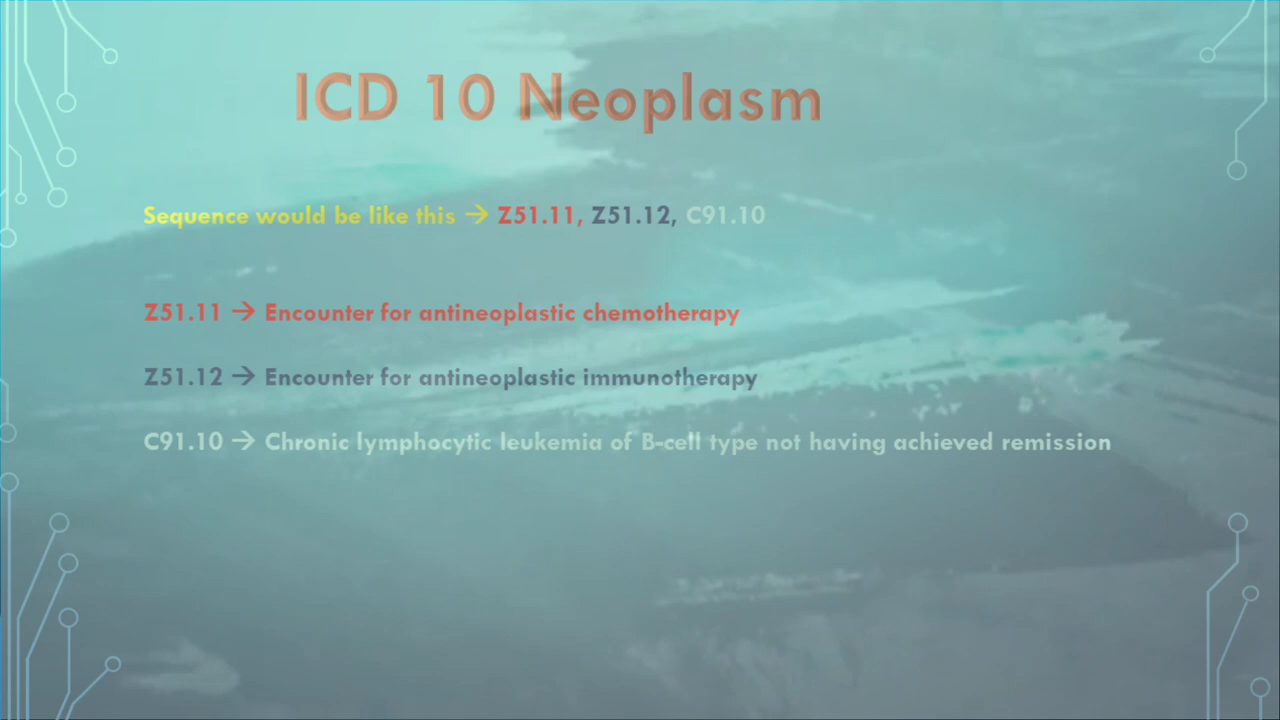 ICD 10 Neoplasm
Sequence would be like this → Z51.11, Z51.12, C91.10
Z51.11 → Encounter for antineoplastic chemotherapy
Z51.12 → Encounter for antineoplastic immunotherapy
C91.10 → Chronic lymphocytic leukemia of B-cell type not having achieved remission